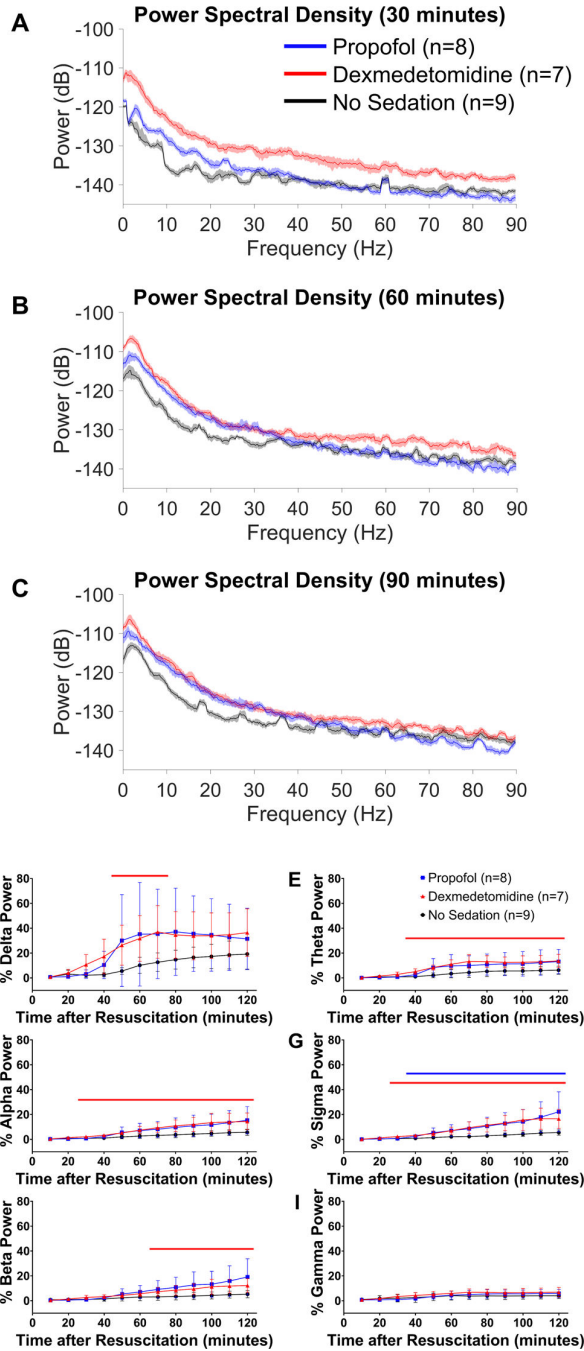 A
Power Spectral Density (30 minutes)
Power (dB)
-100
-110
-120
-130
-140
Propofol (n=8)
Dexmedetomidine (n=7)
No Sedation (n=9)
0 10 20 30 40 50 60 70 80 90
Frequency (Hz)
B
Power Spectral Density (60 minutes)
Power (dB)
-100
-110
-120
-130
-140
0 10 20 30 40 50 60 70 80 90
Frequency (Hz)
C
Power Spectral Density (90 minutes)
Power (dB)
-100
-110
-120
-130
-140
0 10 20 30 40 50 60 70 80 90
Frequency (Hz)
% Delta Power
80
60
40
20
0
0 20 40 60 80 100 120
Time after Resuscitation (minutes)
E
% Theta Power
80
60
40
20
0
Propofol (n=8)
Dexmedetomidine (n=7)
No Sedation (n=9)
0 20 40 60 80 100 120
Time after Resuscitation (minutes)
% Alpha Power
80
60
40
20
0
0 20 40 60 80 100 120
Time after Resuscitation (minutes)
G
% Sigma Power
80
60
40
20
0
0 20 40 60 80 100 120
Time after Resuscitation (minutes)
% Beta Power
80
60
40
20
0
0 20 40 60 80 100 120
Time after Resuscitation (minutes)
I
% Gamma Power
80
60
40
20
0
0 20 40 60 80 100 120
Time after Resuscitation (minutes)